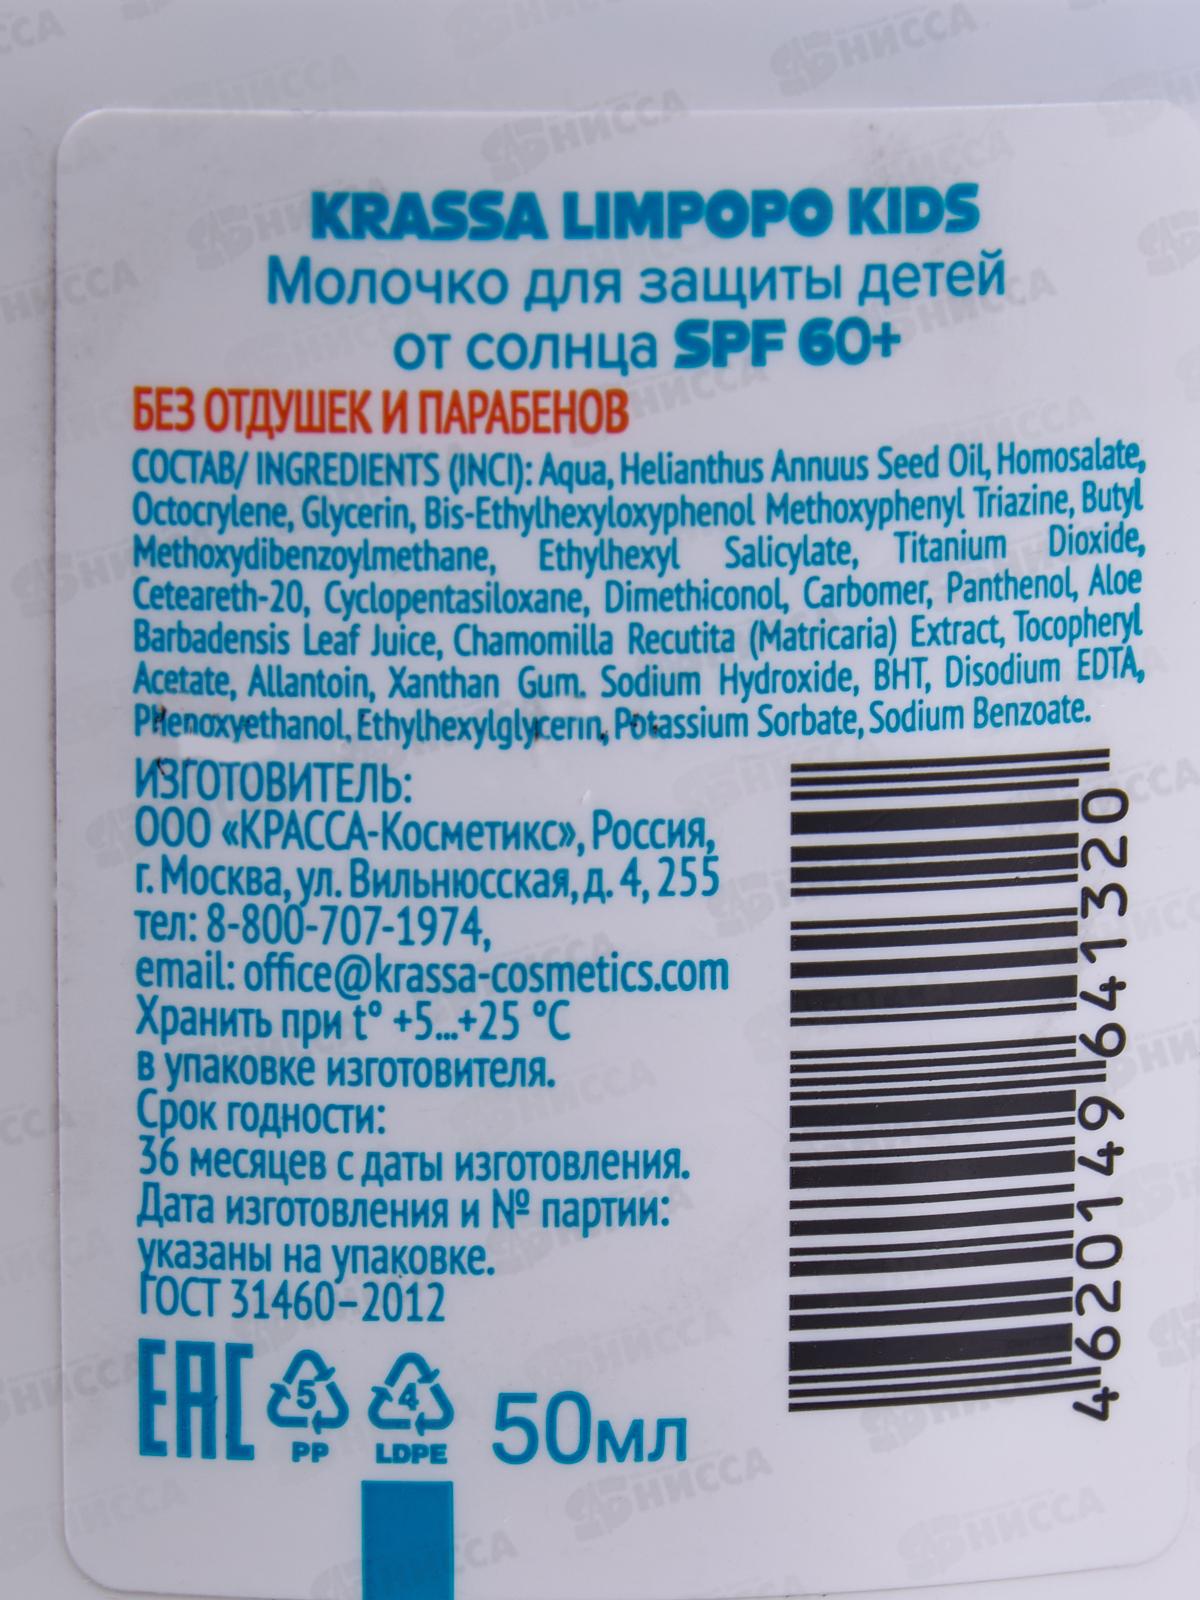 KRASSA LIMPOPO KIDS
Молочко для защиты детей
от солнца SPF 60+
БЕЗ ОТДУШЕК И ПАРАБЕНОВ
СОСТАВ/ INGREDIENTS (INCI): Aqua, Helianthus Annuus Seed Oil, Homosalate,
Octocrylene, Glycerin, Bis-Ethylhexyloxyphenol Methoxyphenyl Triazine, Butyl
Methoxydibenzoylmethane, Ethylhexyl Salicylate, Titanium Dioxide,
Ceteareth-20, Cyclopentasiloxane, Dimethiconol, Carbomer, Panthenol, Aloe
Barbadensis Leaf Juice, Chamomilla Recutita (Matricaria) Extract, Tocopheryl
Acetate, Allantoin, Xanthan Gum. Sodium Hydroxide, BHT, Disodium EDTA,
Phenoxyethanol, Ethylhexylglycerin, Potassium Sorbate, Sodium Benzoate.
ИЗГОТОВИТЕЛЬ:
ООО «КРАССА-Косметикс», Россия,
г. Москва, ул. Вильнюсская, д. 4, 255
тел: 8-800-707-1974,
email: office@krassa-cosmetics.com
Хранить при t° +5...+25 °C
в упаковке изготовителя.
Срок годности:
36 месяцев с даты изготовления.
Дата изготовления и № партии:
указаны на упаковке.
ГОСТ 31460–2012
EAC 5 PP 4 LDPE 50мл
4620149641320
АБНИССА